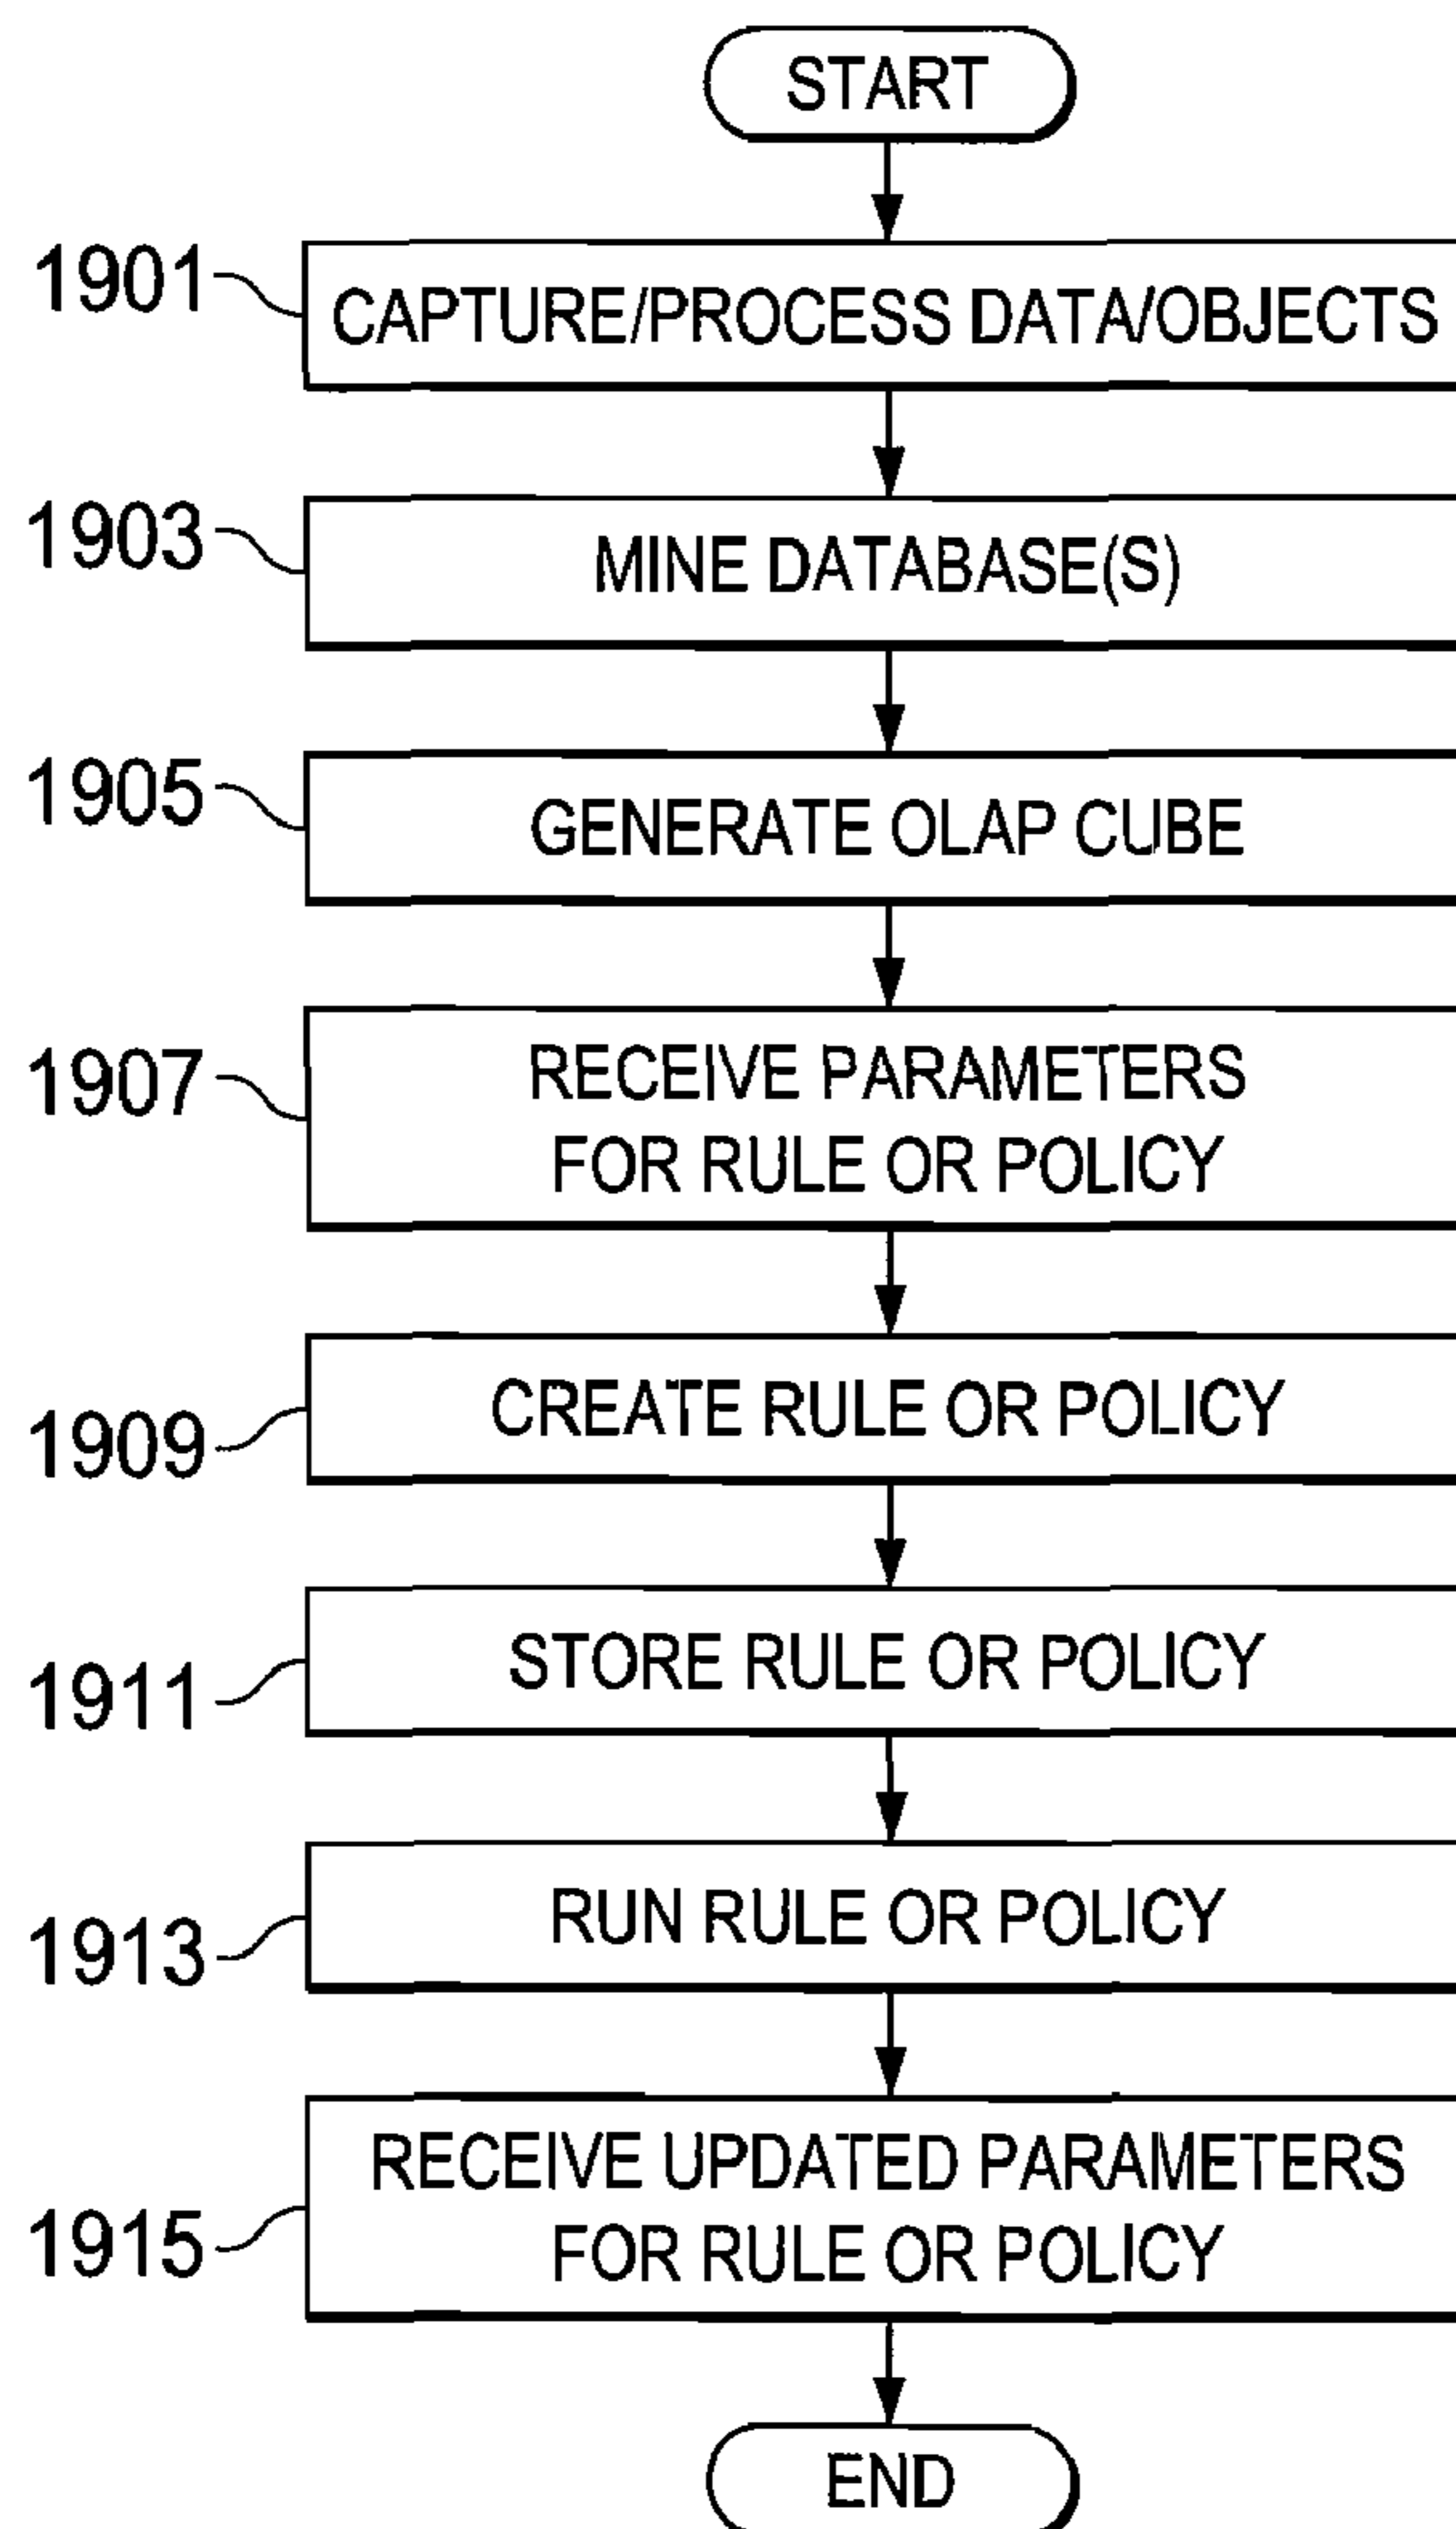 START
1901
CAPTURE/PROCESS DATA/OBJECTS
1903
MINE DATABASE(S)
1905
GENERATE OLAP CUBE
1907
RECEIVE PARAMETERS
FOR RULE OR POLICY
1909
CREATE RULE OR POLICY
1911
STORE RULE OR POLICY
1913
RUN RULE OR POLICY
1915
RECEIVE UPDATED PARAMETERS
FOR RULE OR POLICY
END